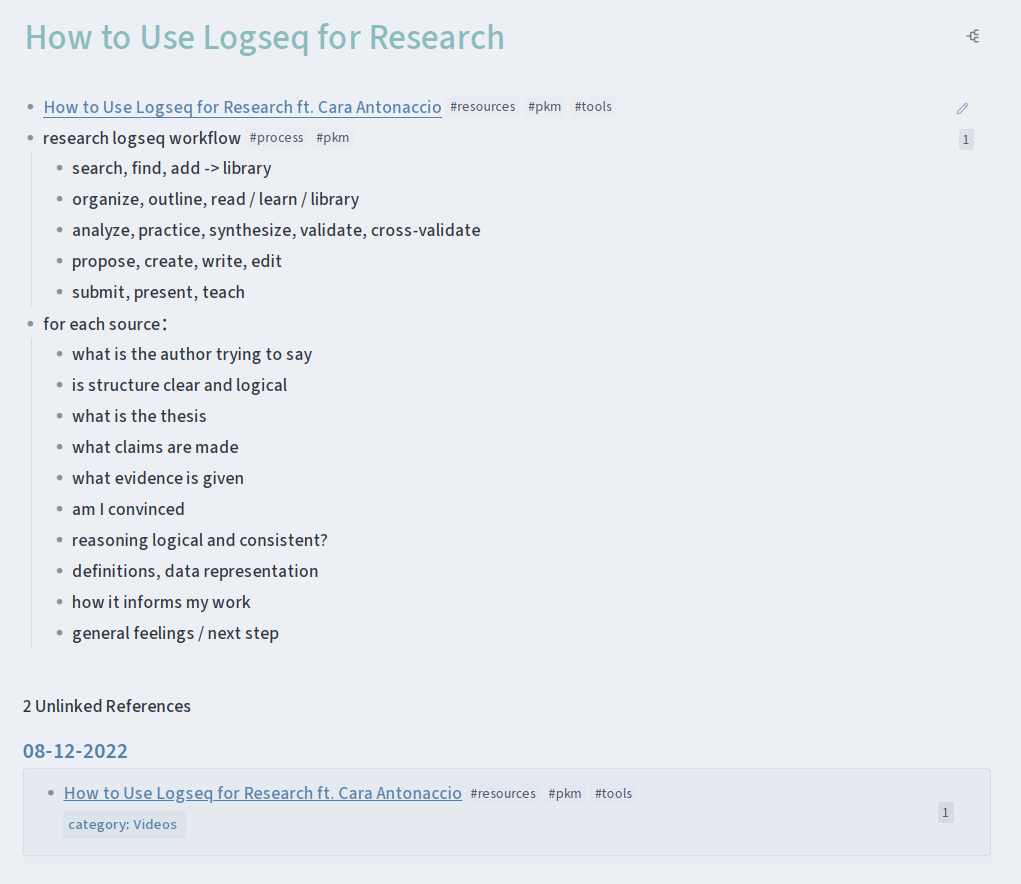 How to Use Logseq for Research
How to Use Logseq for Research ft. Cara Antonaccio #resources #pkm #tools
research logseq workflow #process #pkm 1
search, find, add -> library
organize, outline, read / learn / library
analyze, practice, synthesize, validate, cross-validate
propose, create, write, edit
submit, present, teach
for each source:
what is the author trying to say
is structure clear and logical
what is the thesis
what claims are made
what evidence is given
am I convinced
reasoning logical and consistent?
definitions, data representation
how it informs my work
general feelings / next step
2 Unlinked References
08-12-2022
How to Use Logseq for Research ft. Cara Antonaccio #resources #pkm #tools
1
category: Videos